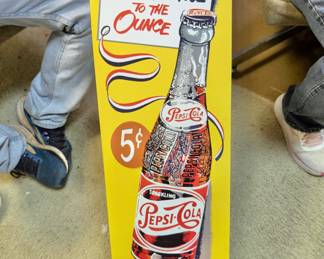 TO THE
OUNCE
PEPSI-COLA
5¢
SPARKLING
PEPSI-COLA